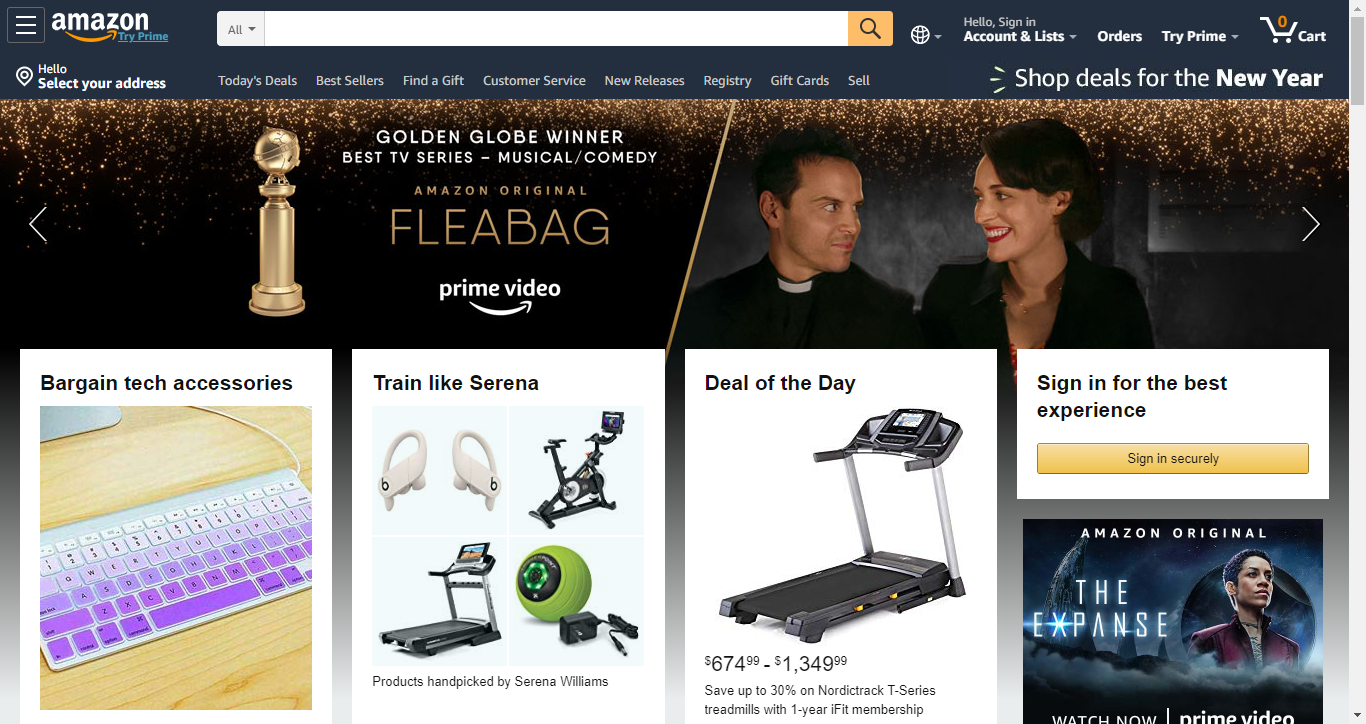 amazon
Try Prime
All
Hello, Sign in
Account & Lists
Orders
Try Prime
0
Cart
Hello
Select your address
Today's Deals
Best Sellers
Find a Gift
Customer Service
New Releases
Registry
Gift Cards
Sell
Shop deals for the New Year
GOLDEN GLOBE WINNER
BEST TV SERIES – MUSICAL/COMEDY
AMAZON ORIGINAL
FLEABAG
prime video
Bargain tech accessories
Train like Serena
Products handpicked by Serena Williams
Deal of the Day
$67499 - $1,34999
Save up to 30% on Nordictrack T-Series
treadmills with 1-year iFit membership
Sign in for the best
experience
Sign in securely
AMAZON ORIGINAL
THE
EXPANSE
WATCH NOW | prime video